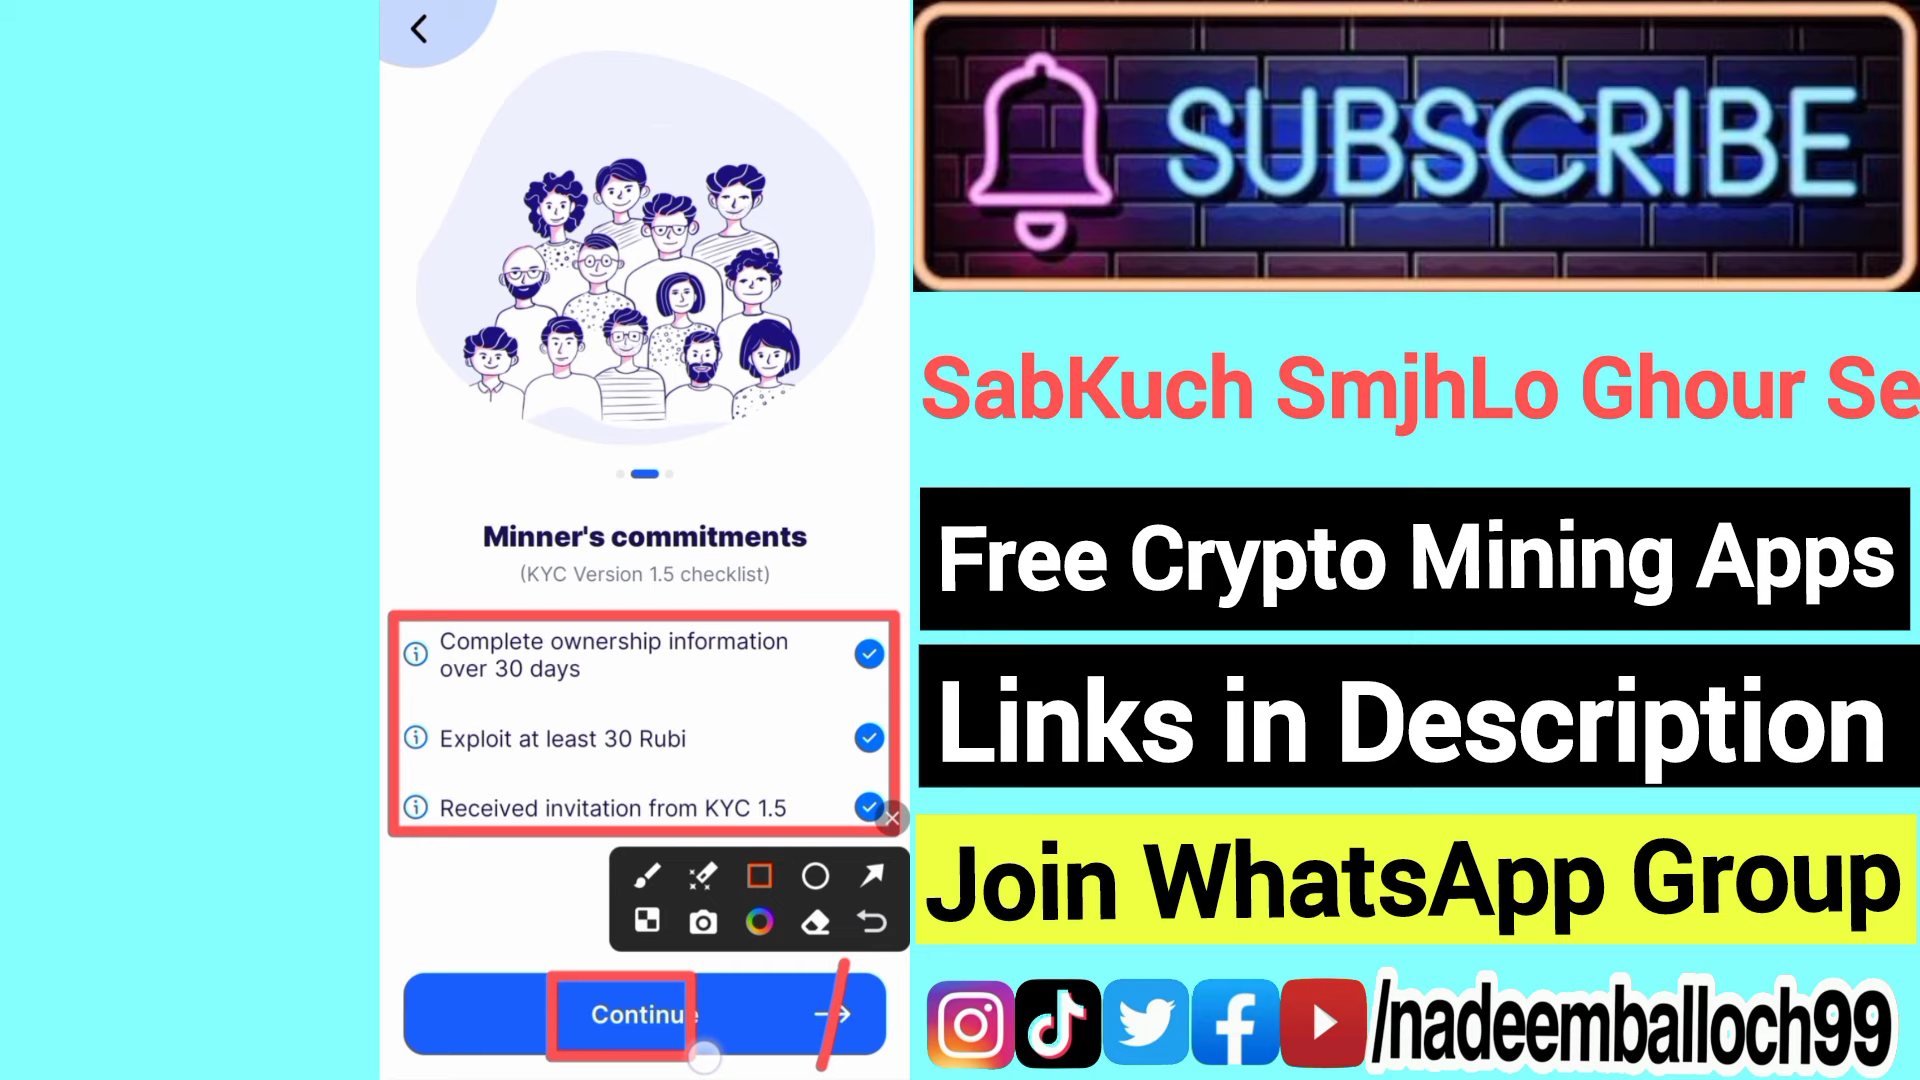 Minner's commitments
(KYC Version 1.5 checklist)
Complete ownership information
over 30 days
Exploit at least 30 Rubi
Received invitation from KYC 1.5
Continue
SUBSCRIBE
SabKuch SmjhLo Ghour Se
Free Crypto Mining Apps
Links in Description
Join WhatsApp Group
/nadeemballoch99